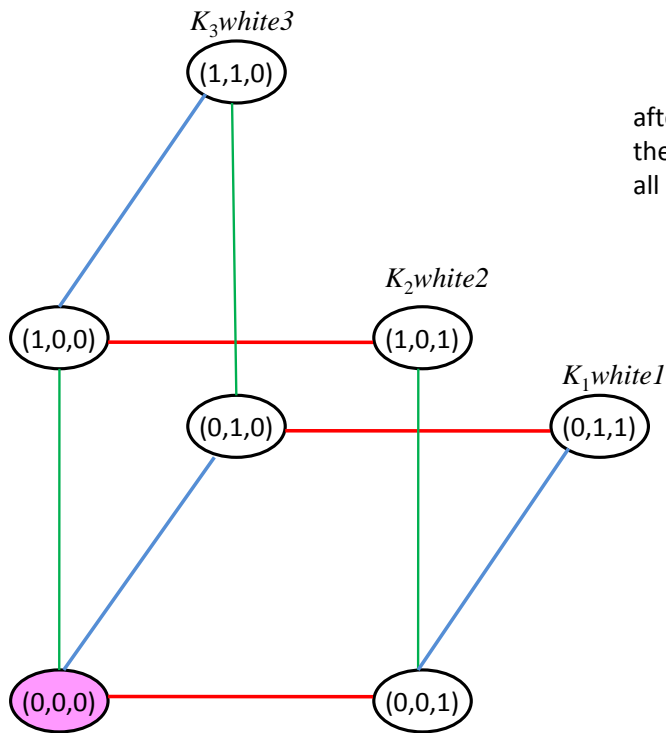 K₃white3
(1,1,0)
afte
the
all
K₂white2
(1,0,0)
(1,0,1)
K₁white1
(0,1,0)
(0,1,1)
(0,0,0)
(0,0,1)